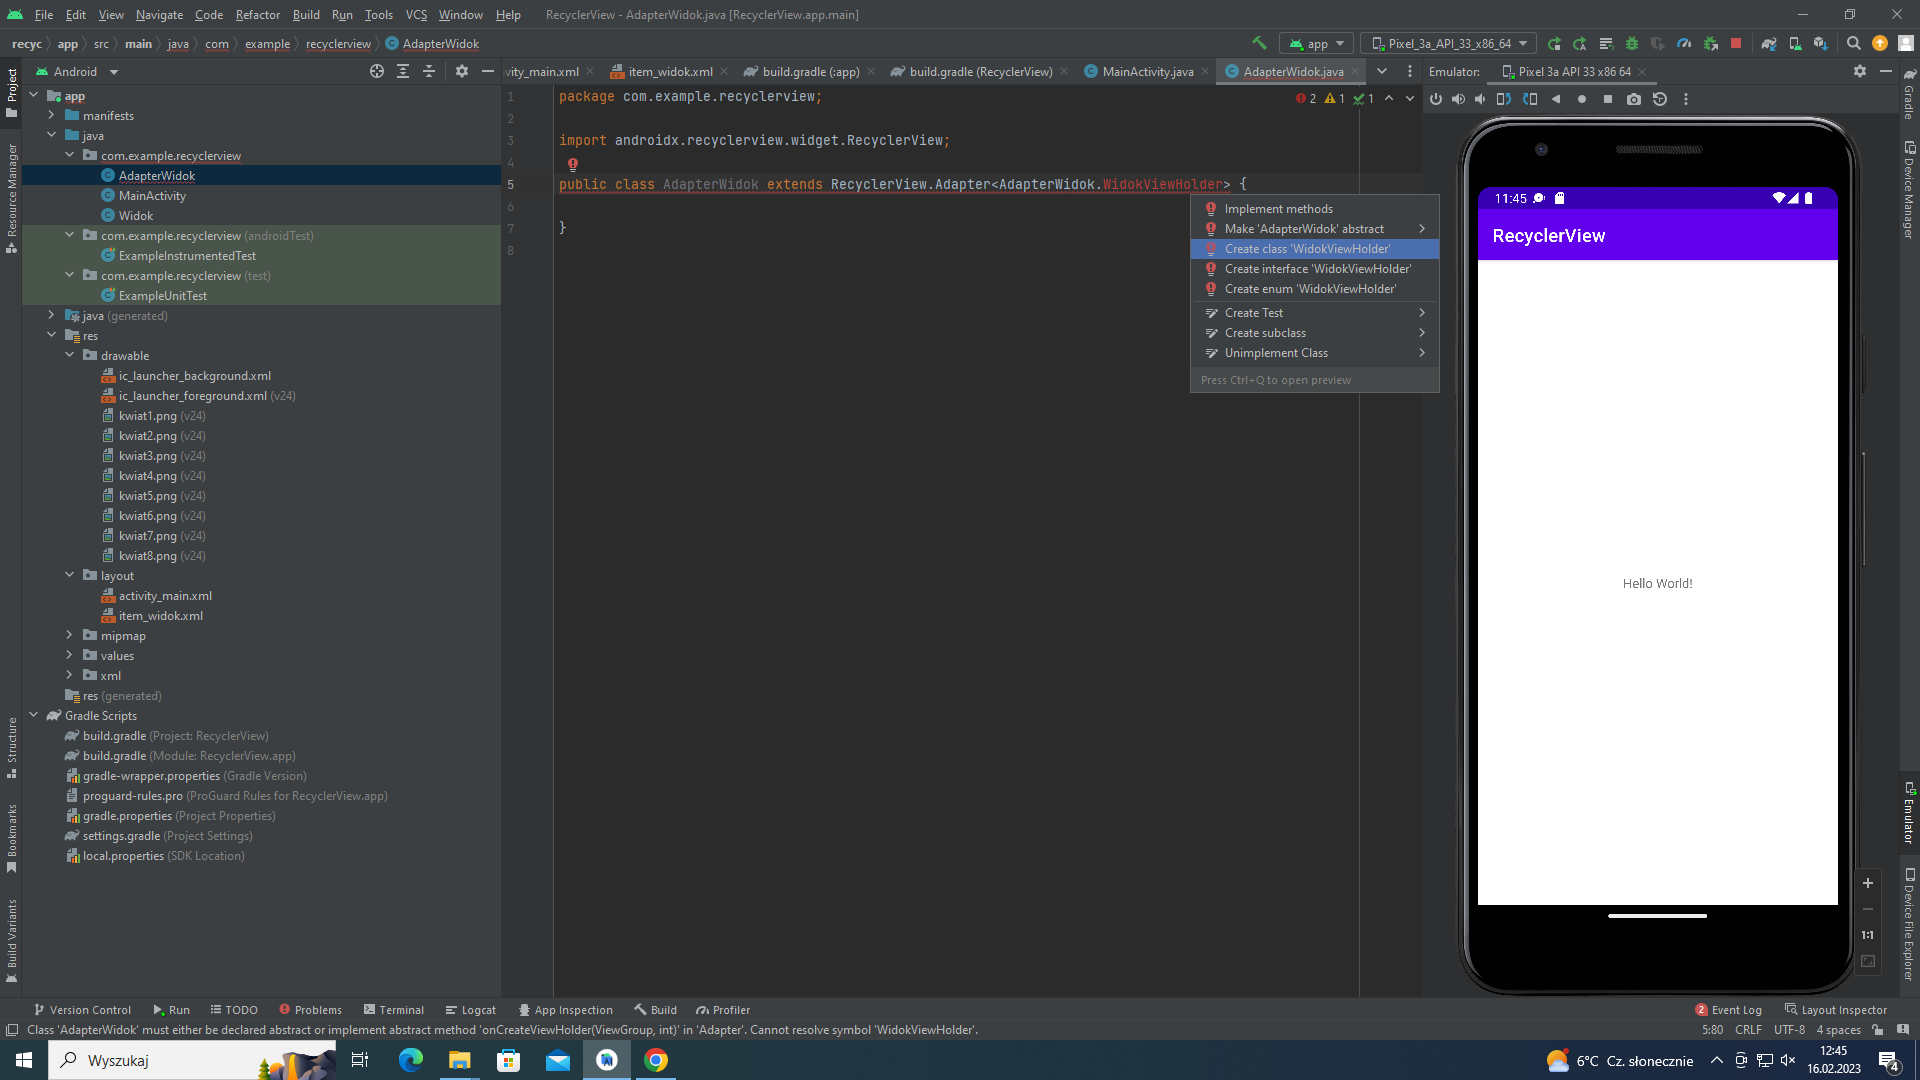 File Edit View Navigate Code Refactor Build Run Tools VCS Window Help RecyclerView - AdapterWidok.java [RecyclerView.app.main]
recyc app src main java com example recyclerview AdapterWidok
app Pixel_3a_API_33_x86_64
Android
vity_main.xml item_widok.xml build.gradle (:app) build.gradle (RecyclerView) MainActivity.java AdapterWidok.java
Emulator: Pixel 3a API 33 x86 64
Project
Resource Manager
Structure
Bookmarks
Build Variants
app
manifests
java
com.example.recyclerview
AdapterWidok
MainActivity
Widok
com.example.recyclerview (androidTest)
ExampleInstrumentedTest
com.example.recyclerview (test)
ExampleUnitTest
java (generated)
res
drawable
ic_launcher_background.xml
ic_launcher_foreground.xml (v24)
kwiat1.png (v24)
kwiat2.png (v24)
kwiat3.png (v24)
kwiat4.png (v24)
kwiat5.png (v24)
kwiat6.png (v24)
kwiat7.png (v24)
kwiat8.png (v24)
layout
activity_main.xml
item_widok.xml
mipmap
values
xml
res (generated)
Gradle Scripts
build.gradle (Project: RecyclerView)
build.gradle (Module: RecyclerView.app)
gradle-wrapper.properties (Gradle Version)
proguard-rules.pro (ProGuard Rules for RecyclerView.app)
gradle.properties (Project Properties)
settings.gradle (Project Settings)
local.properties (SDK Location)
1 package com.example.recyclerview;
2
3 import androidx.recyclerview.widget.RecyclerView;
4
5 public class AdapterWidok extends RecyclerView.Adapter<AdapterWidok.WidokViewHolder> {
6
7 }
8
2 1 1
Implement methods
Make 'AdapterWidok' abstract
Create class 'WidokViewHolder'
Create interface 'WidokViewHolder'
Create enum 'WidokViewHolder'
Create Test
Create subclass
Unimplement Class
Press Ctrl+Q to open preview
11:45
RecyclerView
Hello World!
1:1
Gradle
Device Manager
Emulator
Device File Explorer
Version Control Run TODO Problems Terminal Logcat App Inspection Build Profiler
2 Event Log Layout Inspector
Class 'AdapterWidok' must either be declared abstract or implement abstract method 'onCreateViewHolder(ViewGroup, int)' in 'Adapter'. Cannot resolve symbol 'WidokViewHolder'.
5:80 CRLF UTF-8 4 spaces
Wyszukaj
6°C Cz. słonecznie
12:45
16.02.2023
4